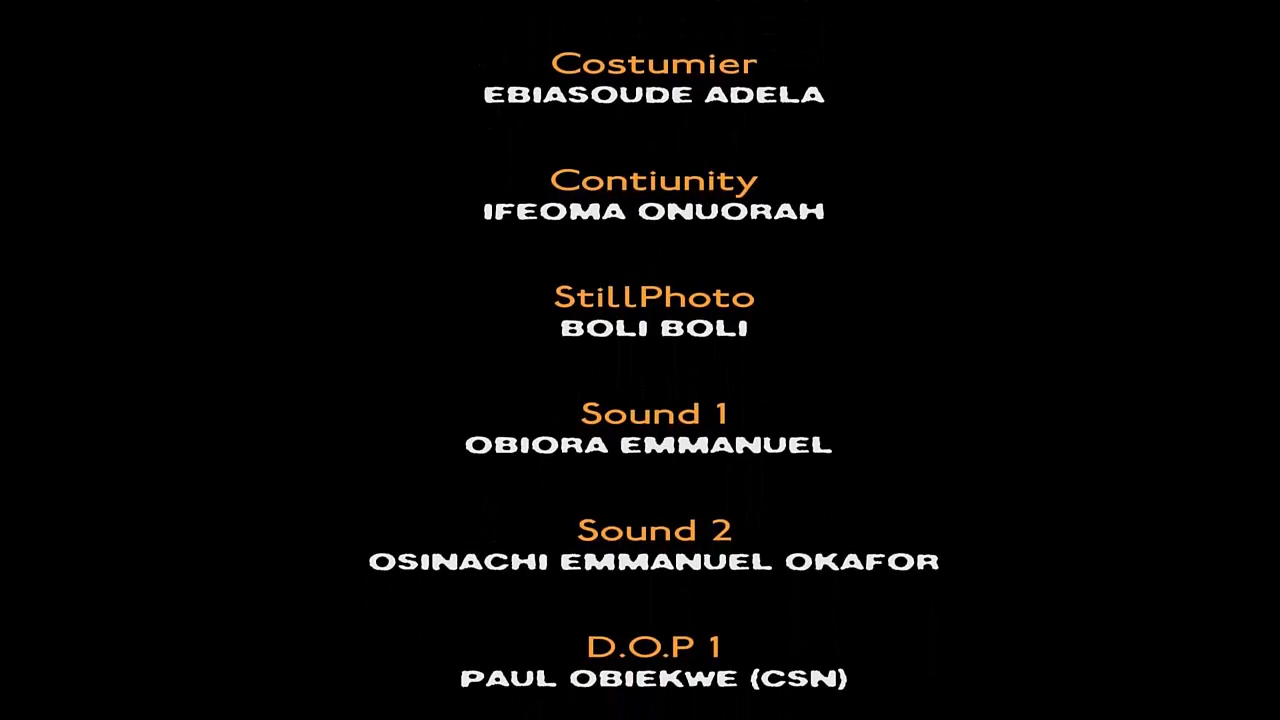 Costumier
EBIASOUDE ADELA
Contiunity
IFEOMA ONUORAH
StillPhoto
BOLI BOLI
Sound 1
OBIORA EMMANUEL
Sound 2
OSINACHI EMMANUEL OKAFOR
D.O.P 1
PAUL OBIEKWE (CSN)